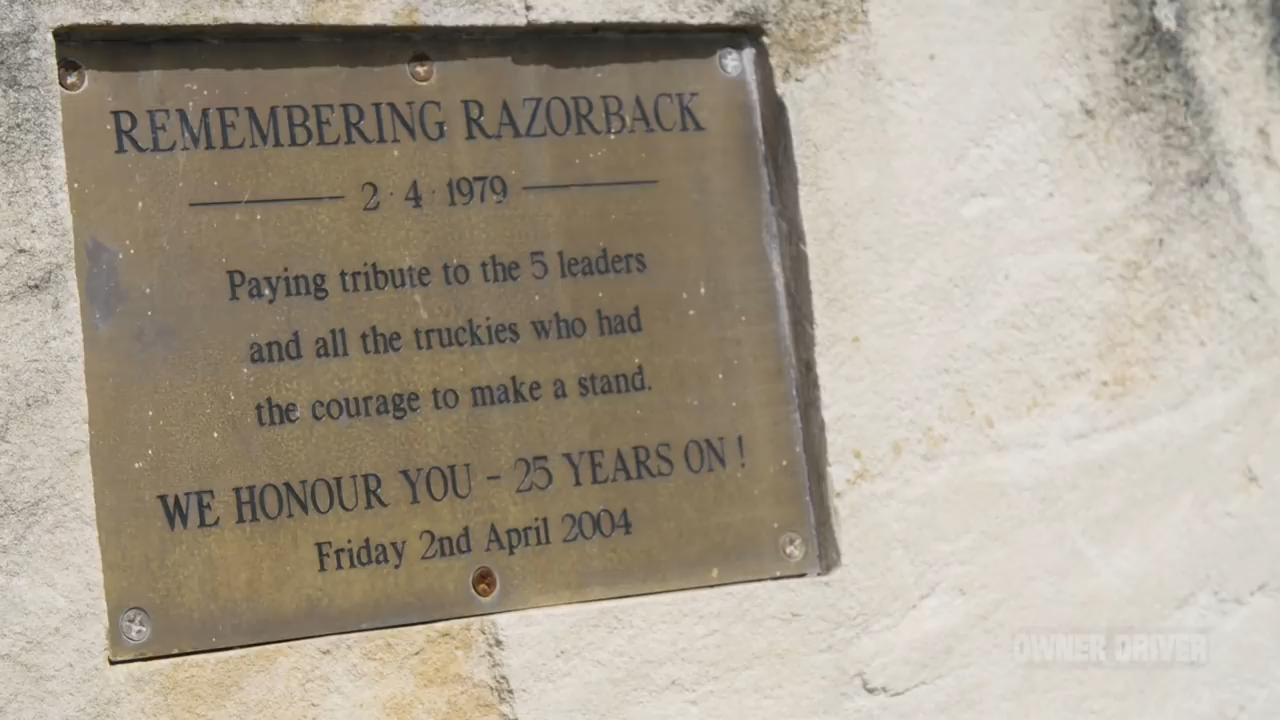 REMEMBERING RAZORBACK
2·4·1979
Paying tribute to the 5 leaders
and all the truckies who had
the courage to make a stand.
WE HONOUR YOU - 25 YEARS ON !
Friday 2nd April 2004
OWNER DRIVER